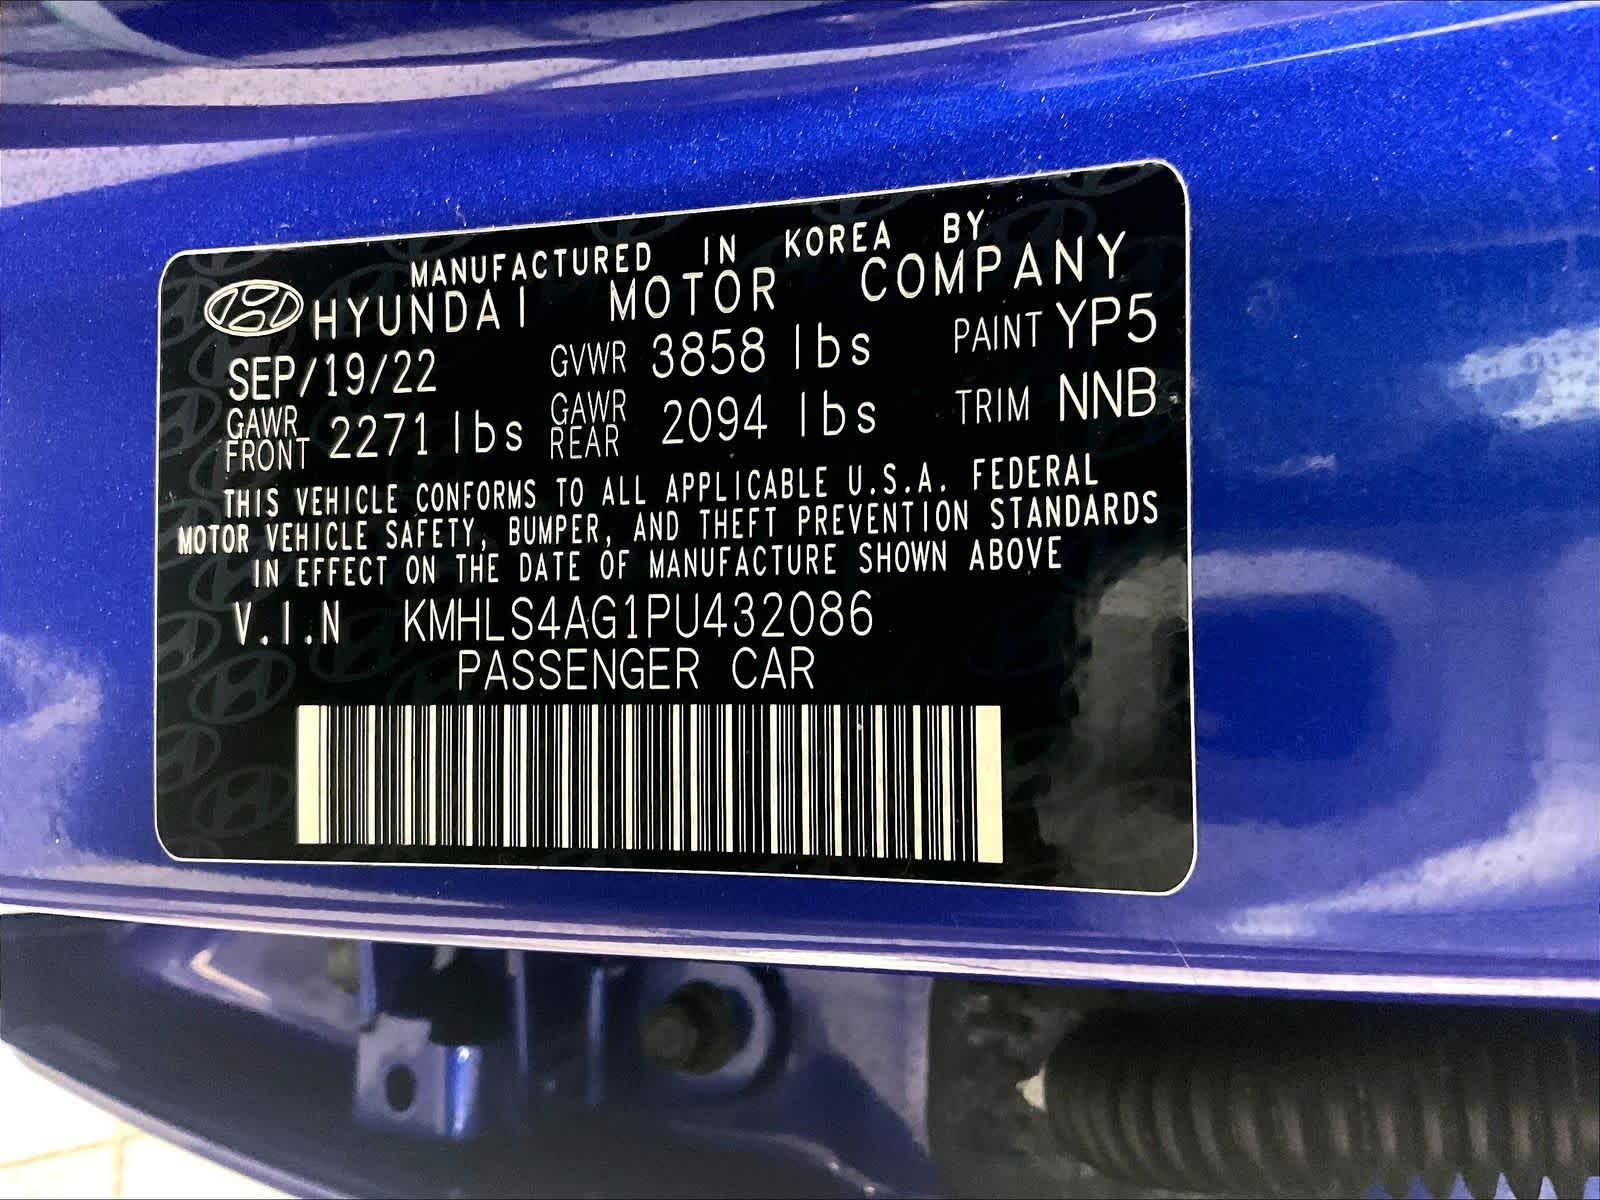 MANUFACTURED IN KOREA BY
HYUNDAI MOTOR COMPANY
SEP/19/22 GVWR 3858 lbs PAINT YP5
GAWR FRONT 2271 lbs GAWR REAR 2094 lbs TRIM NNB
THIS VEHICLE CONFORMS TO ALL APPLICABLE U.S.A. FEDERAL
MOTOR VEHICLE SAFETY, BUMPER, AND THEFT PREVENTION STANDARDS
IN EFFECT ON THE DATE OF MANUFACTURE SHOWN ABOVE
V.I.N KMHLS4AG1PU432086
PASSENGER CAR